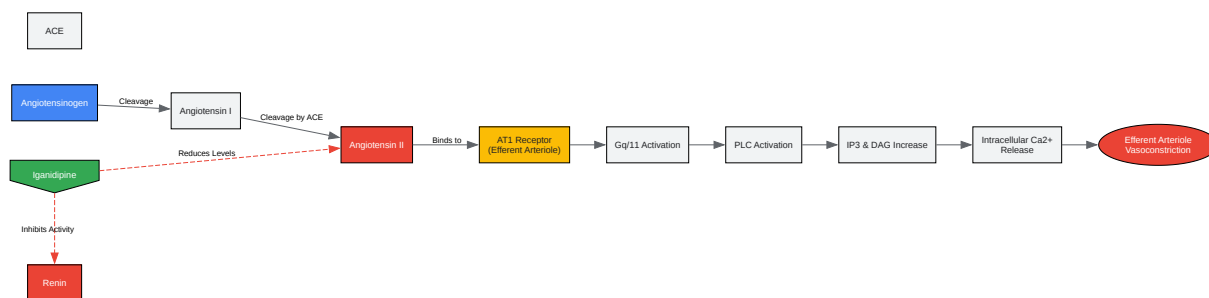 ACE
Angiotensinogen
Cleavage
Angiotensin I
Cleavage by ACE
Angiotensin II
Binds to
AT1 Receptor
(Efferent Arteriole)
Gq/11 Activation
PLC Activation
IP3 & DAG Increase
Intracellular Ca2+
Release
Efferent Arteriole
Vasoconstriction
Reduces Levels
Iganidipine
Inhibits Activity
Renin